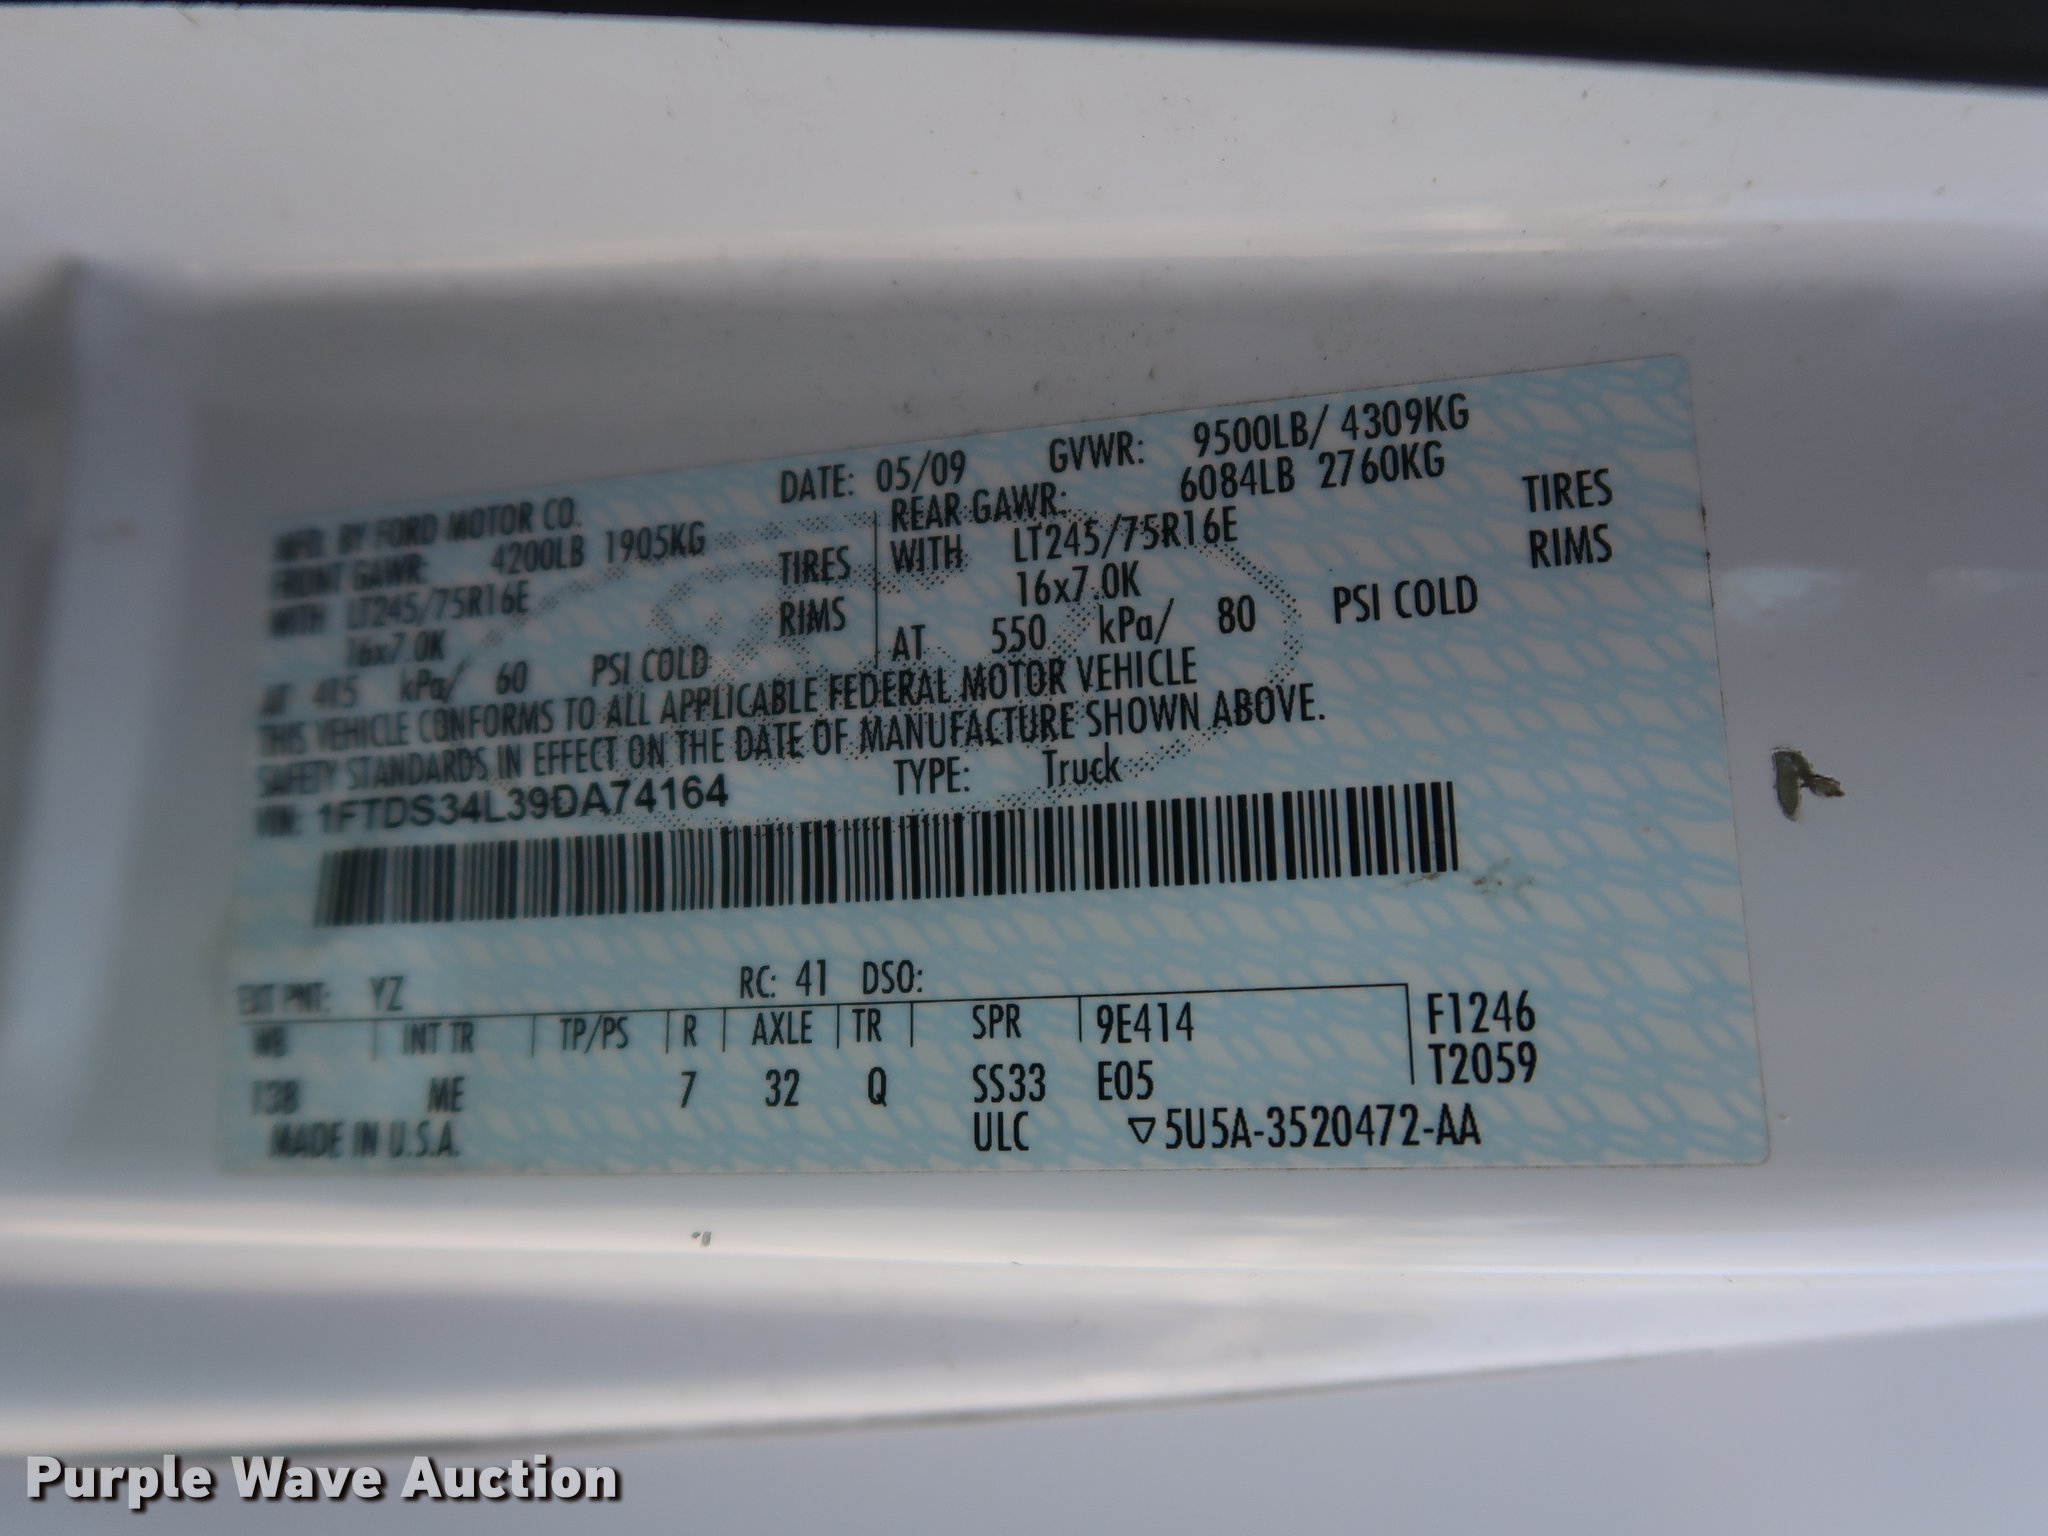 MFD. BY FORD MOTOR CO. DATE: 05/09 GVWR: 9500LB/ 4309KG
FRONT GAWR: 4200LB 1905KG REAR GAWR: 6084LB 2760KG
WITH LT245/75R16E TIRES WITH LT245/75R16E TIRES
16x7.0K RIMS 16x7.0K RIMS
AT 415 kPa/ 60 PSI COLD AT 550 kPa/ 80 PSI COLD
THIS VEHICLE CONFORMS TO ALL APPLICABLE FEDERAL MOTOR VEHICLE
SAFETY STANDARDS IN EFFECT ON THE DATE OF MANUFACTURE SHOWN ABOVE.
VIN: 1FTDS34L39DA74164 TYPE: Truck
EXT PNT: YZ RC: 41 DSO:
WB INT TR TP/PS R AXLE TR SPR 9E414 F1246
T2059
138 ME 7 32 Q SS33 E05
MADE IN U.S.A. ULC ▽5U5A-3520472-AA
Purple Wave Auction